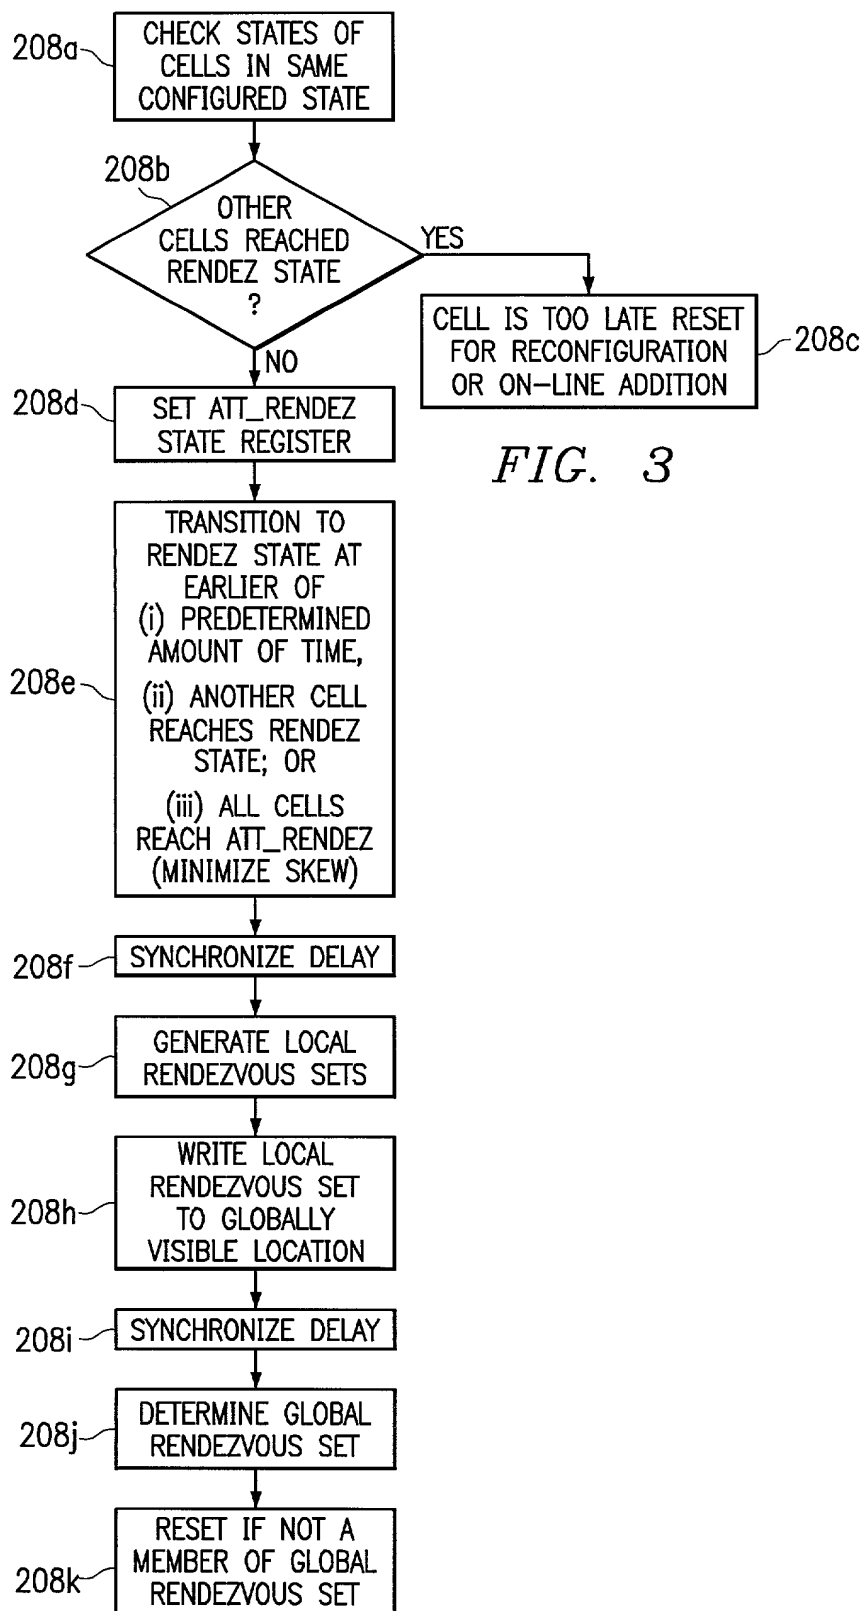 208a
CHECK STATES OF
CELLS IN SAME
CONFIGURED STATE
208b
OTHER
CELLS REACHED
RENDEZ STATE
?
YES
CELL IS TOO LATE RESET
FOR RECONFIGURATION
OR ON-LINE ADDITION
208c
NO
208d
SET ATT_RENDEZ
STATE REGISTER
FIG. 3
208e
TRANSITION TO
RENDEZ STATE AT
EARLIER OF
(i) PREDETERMINED
AMOUNT OF TIME,
(ii) ANOTHER CELL
REACHES RENDEZ
STATE; OR
(iii) ALL CELLS
REACH ATT_RENDEZ
(MINIMIZE SKEW)
208f
SYNCHRONIZE DELAY
208g
GENERATE LOCAL
RENDEZVOUS SETS
208h
WRITE LOCAL
RENDEZVOUS SET
TO GLOBALLY
VISIBLE LOCATION
208i
SYNCHRONIZE DELAY
208j
DETERMINE GLOBAL
RENDEZVOUS SET
208k
RESET IF NOT A
MEMBER OF GLOBAL
RENDEZVOUS SET